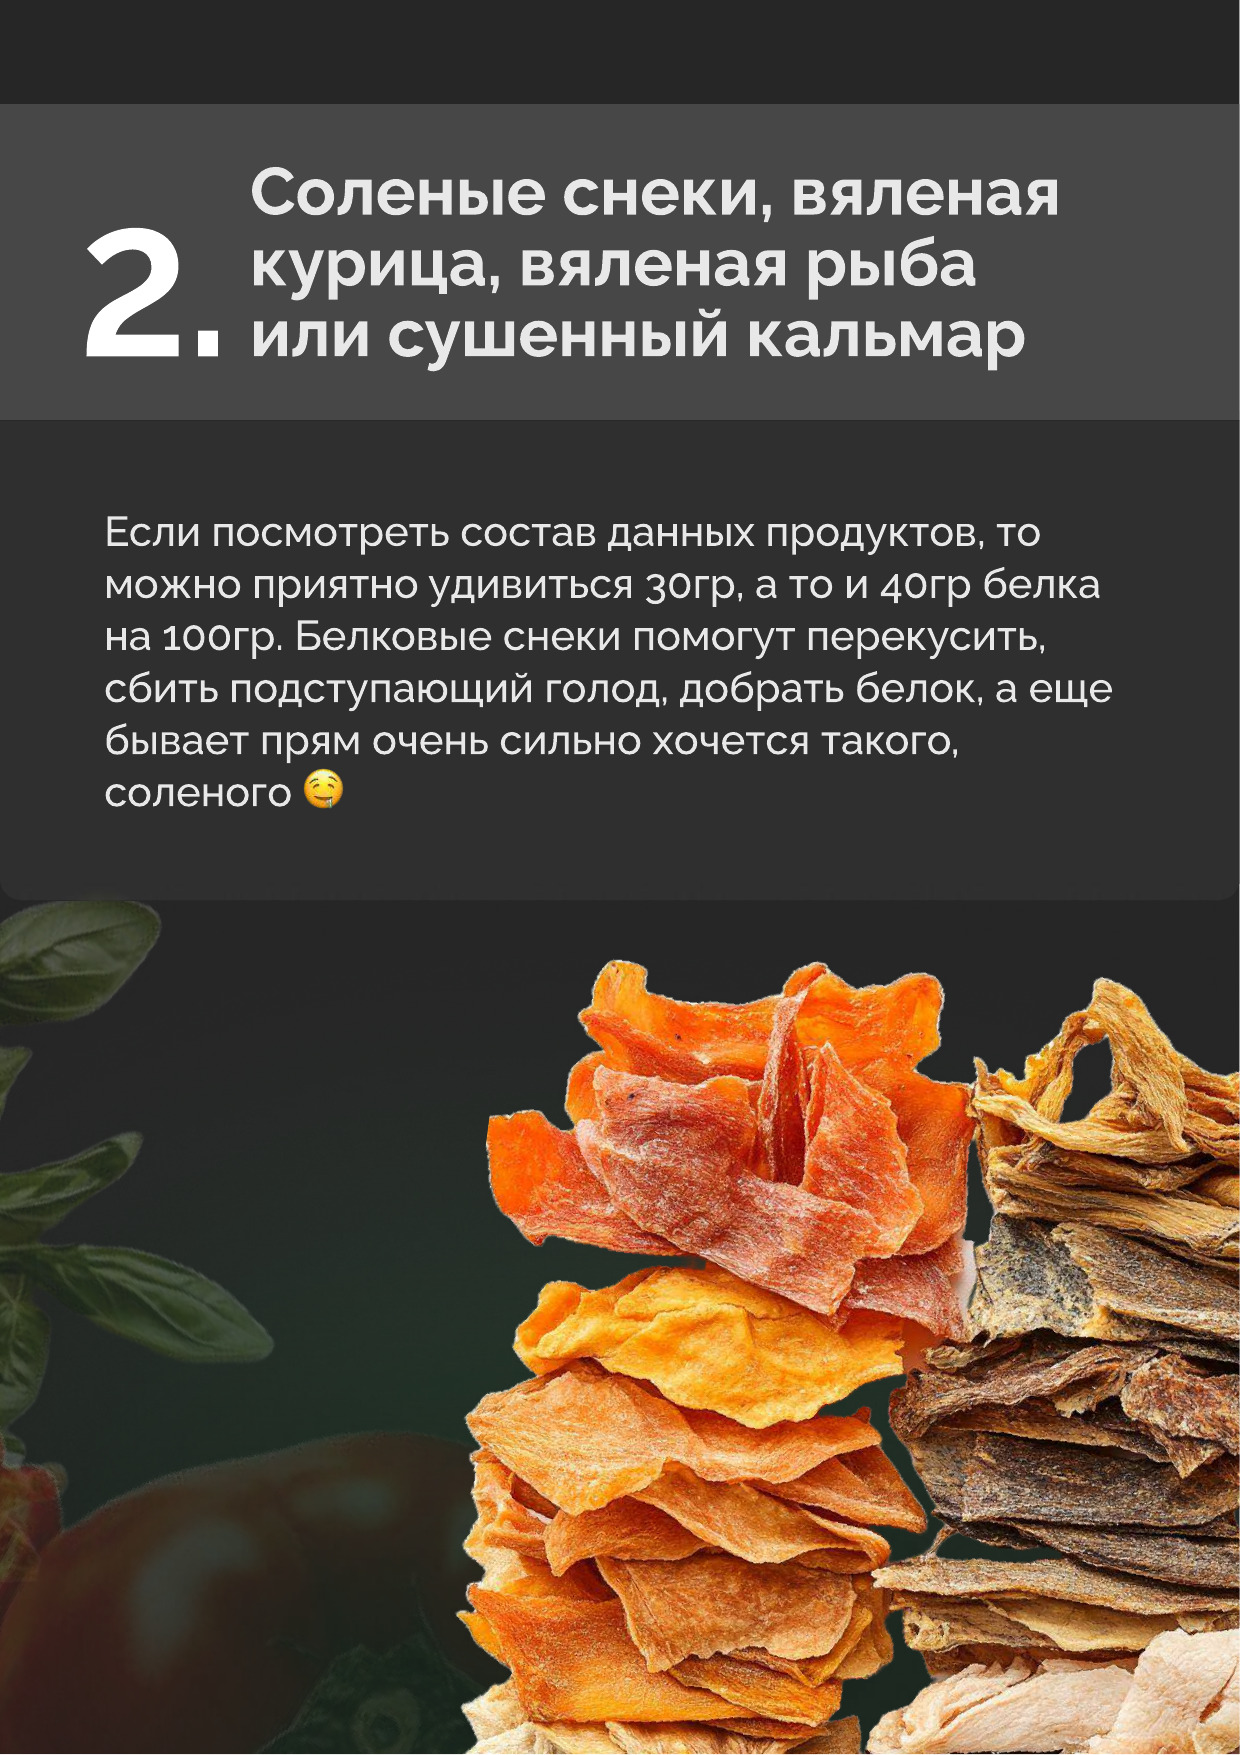 2.
Соленые снеки, вяленая
курица, вяленая рыба
или сушенный кальмар
Если посмотреть состав данных продуктов, то
можно приятно удивиться 30гр, а то и 40гр белка
на 100гр. Белковые снеки помогут перекусить,
сбить подступающий голод, добрать белок, а еще
бывает прям очень сильно хочется такого,
соленого 🤤